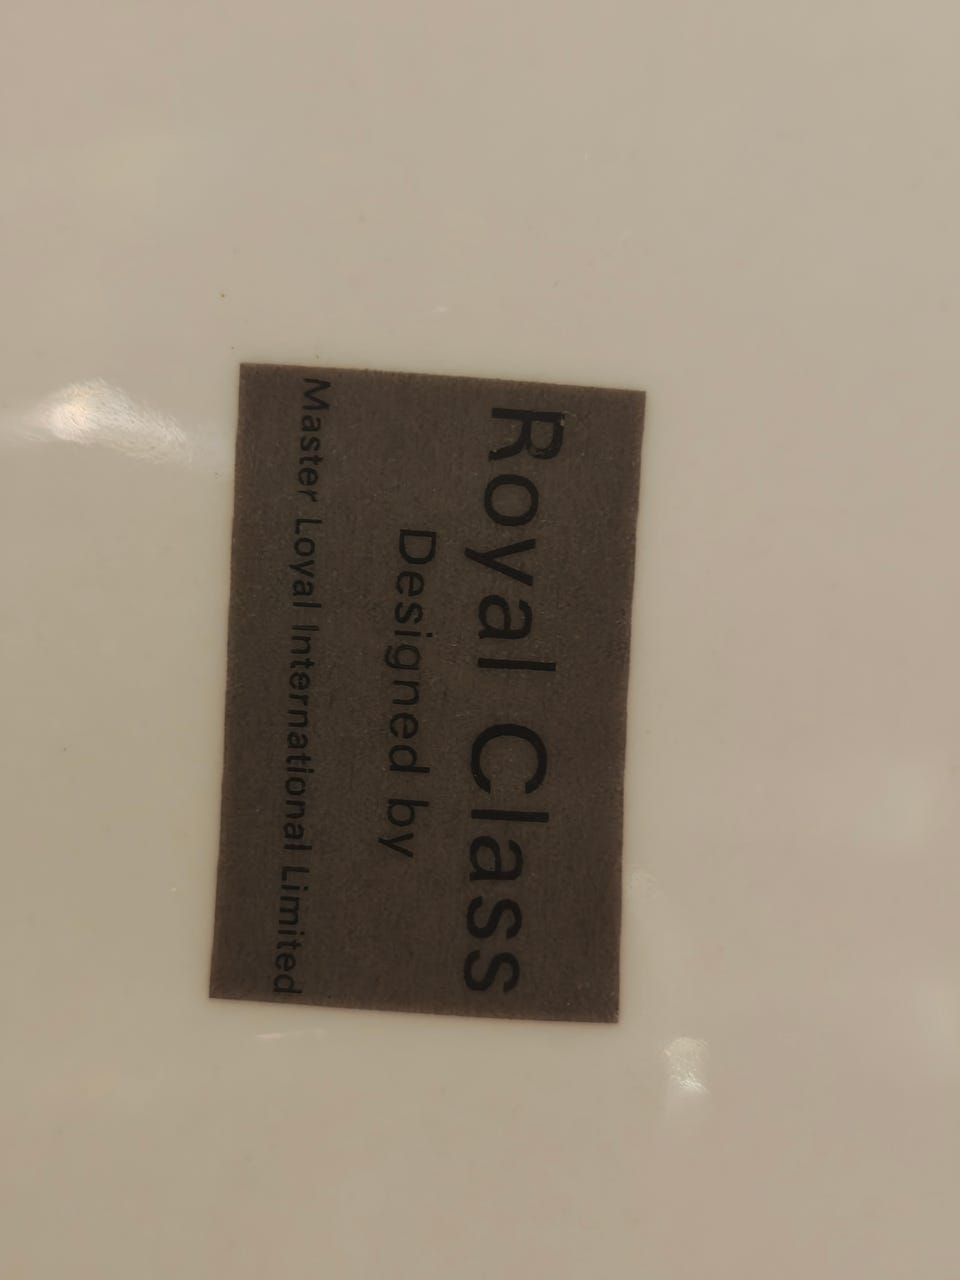 Royal Class
Designed by
Master Loyal International Limited